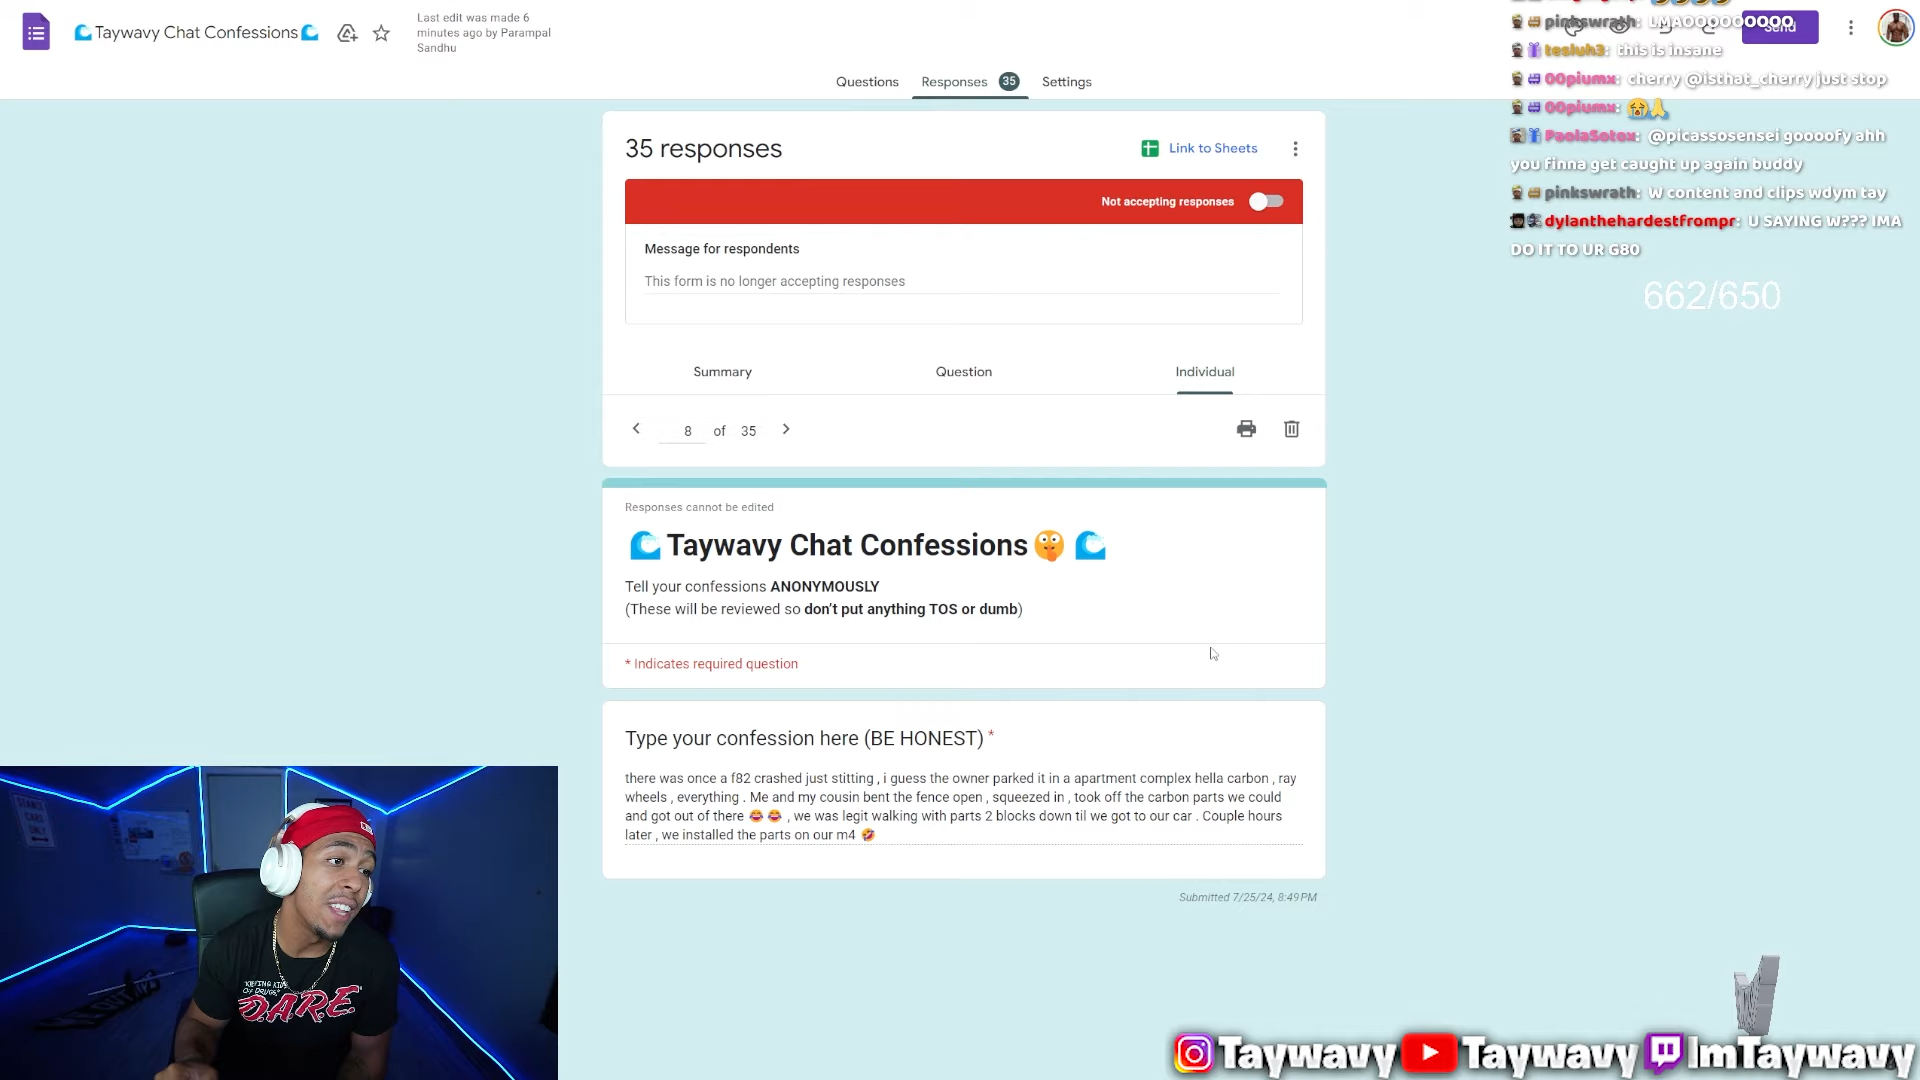 🌊Taywavy Chat Confessions🌊
Last edit was made 6
minutes ago by Parampal
Sandhu
Send
Questions
Responses 35
Settings
35 responses
Link to Sheets
Not accepting responses
Message for respondents
This form is no longer accepting responses
Summary
Question
Individual
8 of 35
Responses cannot be edited
🌊Taywavy Chat Confessions🤫🌊
Tell your confessions ANONYMOUSLY
(These will be reviewed so don't put anything TOS or dumb)
* Indicates required question
Type your confession here (BE HONEST) *
there was once a f82 crashed just stitting , i guess the owner parked it in a apartment complex hella carbon , ray
wheels , everything . Me and my cousin bent the fence open , squeezed in , took off the carbon parts we could
and got out of there 😂 😂 , we was legit walking with parts 2 blocks down til we got to our car . Couple hours
later , we installed the parts on our m4 🤣
Submitted 7/25/24, 8:49 PM
pinkswrath: LMAOOOOOOOOO
tesluh3: this is insane
00piumx: cherry @isthat_cherry just stop
00piumx: 😭🙏
PaolaSotox: @picassosensei goooofy ahh
you finna get caught up again buddy
pinkswrath: W content and clips wdym tay
dylanthehardestfrompr: U SAYING W??? IMA
DO IT TO UR G80
662/650
STANCE
CARS
ONLY
KEEPING KIDS
OFF DRUGS
D.A.R.E.
Taywavy
Taywavy
ImTaywavy